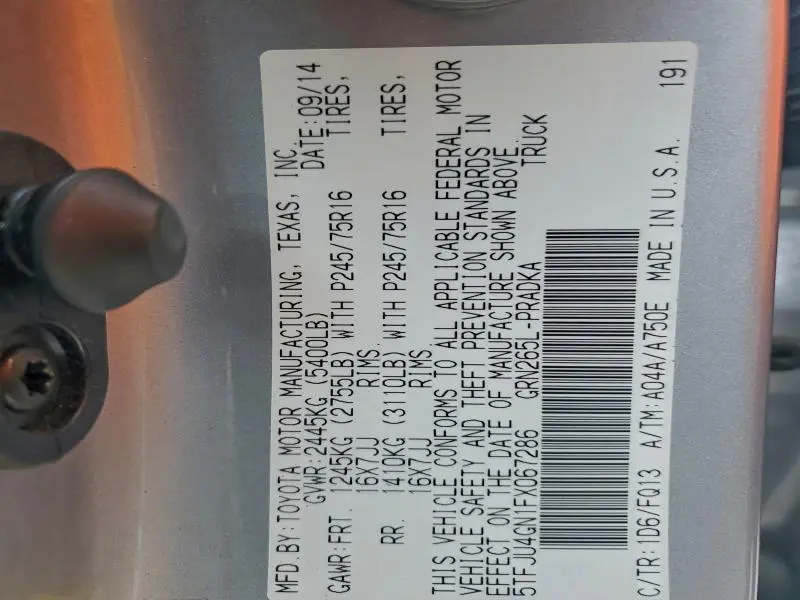 MFD.BY:TOYOTA MOTOR MANUFACTURING, TEXAS, INC.
GVWR:2445KG (5400LB) DATE:09/14
GAWR:FRT. 1245KG (2755LB) WITH P245/75R16 TIRES,
16X7JJ RIMS
RR. 1410KG (3110LB) WITH P245/75R16 TIRES,
16X7JJ RIMS
THIS VEHICLE CONFORMS TO ALL APPLICABLE FEDERAL MOTOR
VEHICLE SAFETY AND THEFT PREVENTION STANDARDS IN
EFFECT ON THE DATE OF MANUFACTURE SHOWN ABOVE.
5TFJU4GN1FX067286 GRN265L-PRADKA TRUCK
C/TR:1D6/FQ13 A/TM:A04A/A750E MADE IN U.S.A. 191